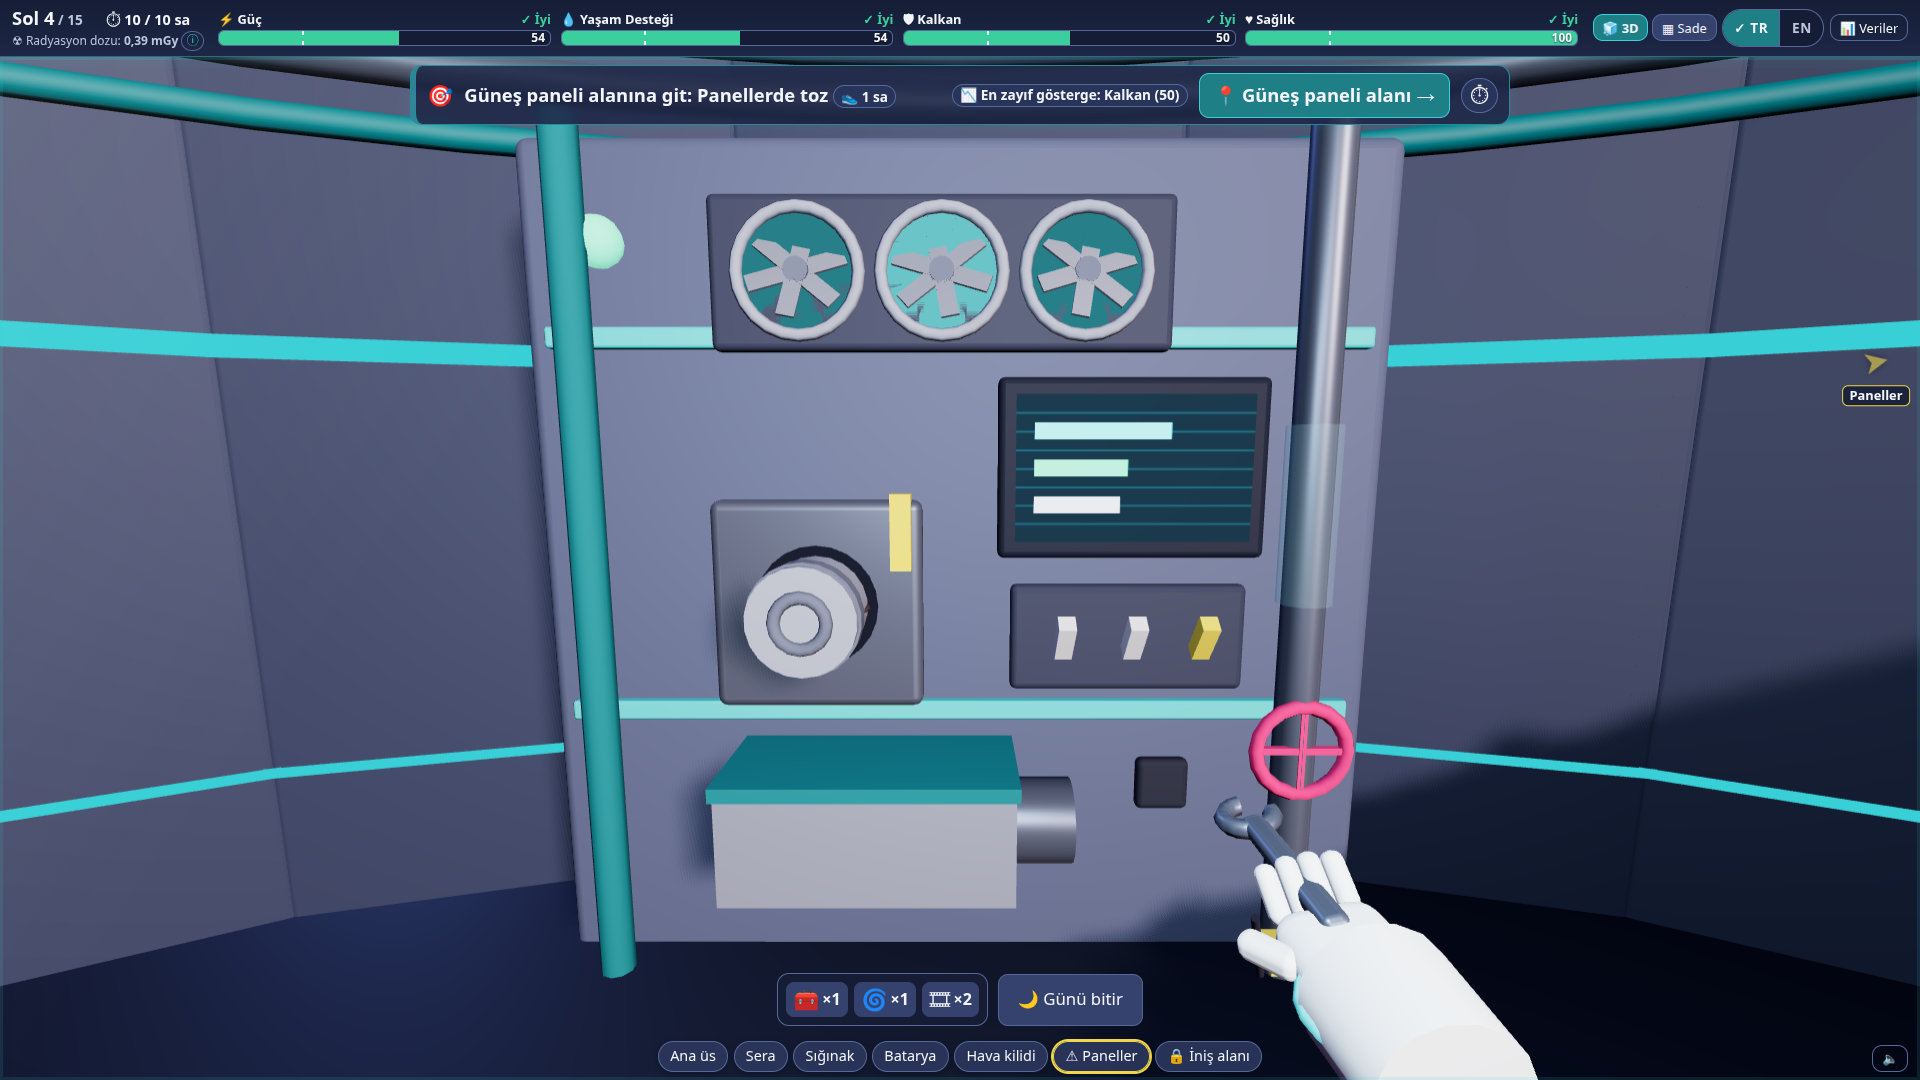 Sol 4 / 15
10 / 10 sa
Radyasyon dozu: 0,39 mGy
Güç
✓ İyi
54
Yaşam Desteği
✓ İyi
54
Kalkan
✓ İyi
50
Sağlık
✓ İyi
100
3D
Sade
✓ TR
EN
Veriler
Güneş paneli alanına git: Panellerde toz
1 sa
En zayıf gösterge: Kalkan (50)
Güneş paneli alanı →
Paneller
×1
×1
×2
Günü bitir
Ana üs
Sera
Sığınak
Batarya
Hava kilidi
⚠ Paneller
İniş alanı